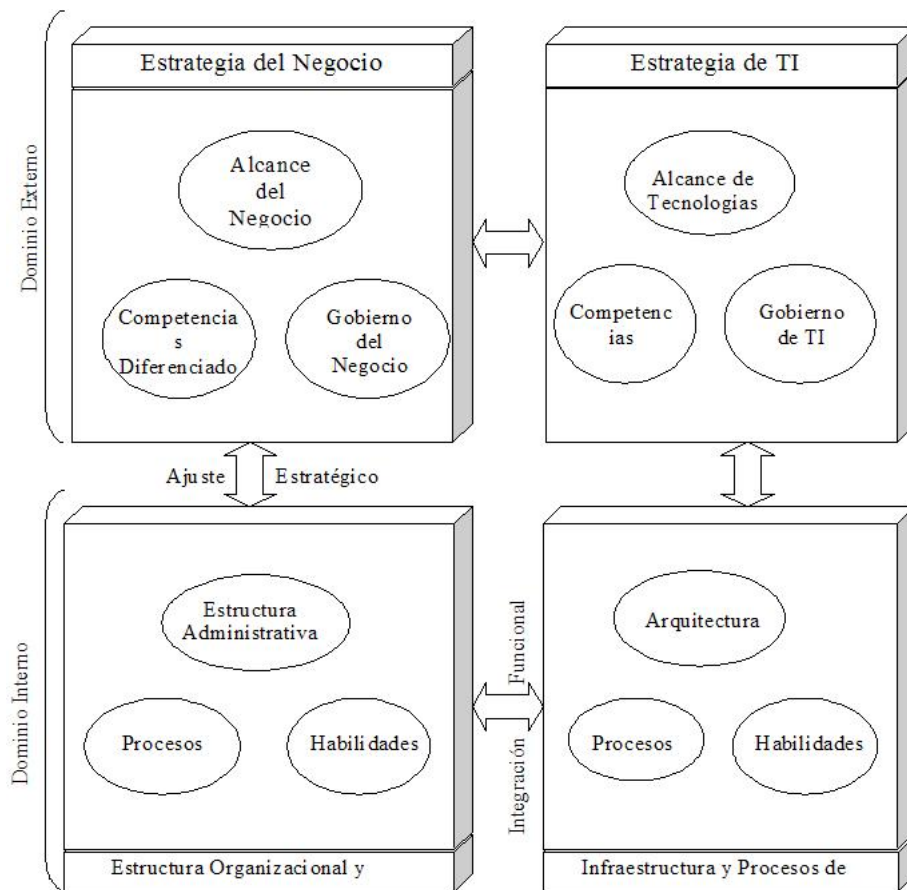 Estrategia del Negocio
Estrategia de TI
Dominio Externo
Alcance
del
Negocio
Alcance de
Tecnologias
Competencia
s
Diferenciado
Gobierno
del
Negocio
Competenc
ias
Gobierno
de TI
Ajuste
Estratégico
Dominio Interno
Estructura
Administrativa
Procesos
Habilidades
Funcional
Integración
Arquitectura
Procesos
Habilidades
Estructura Organizacional y
Infraestructura y Procesos de